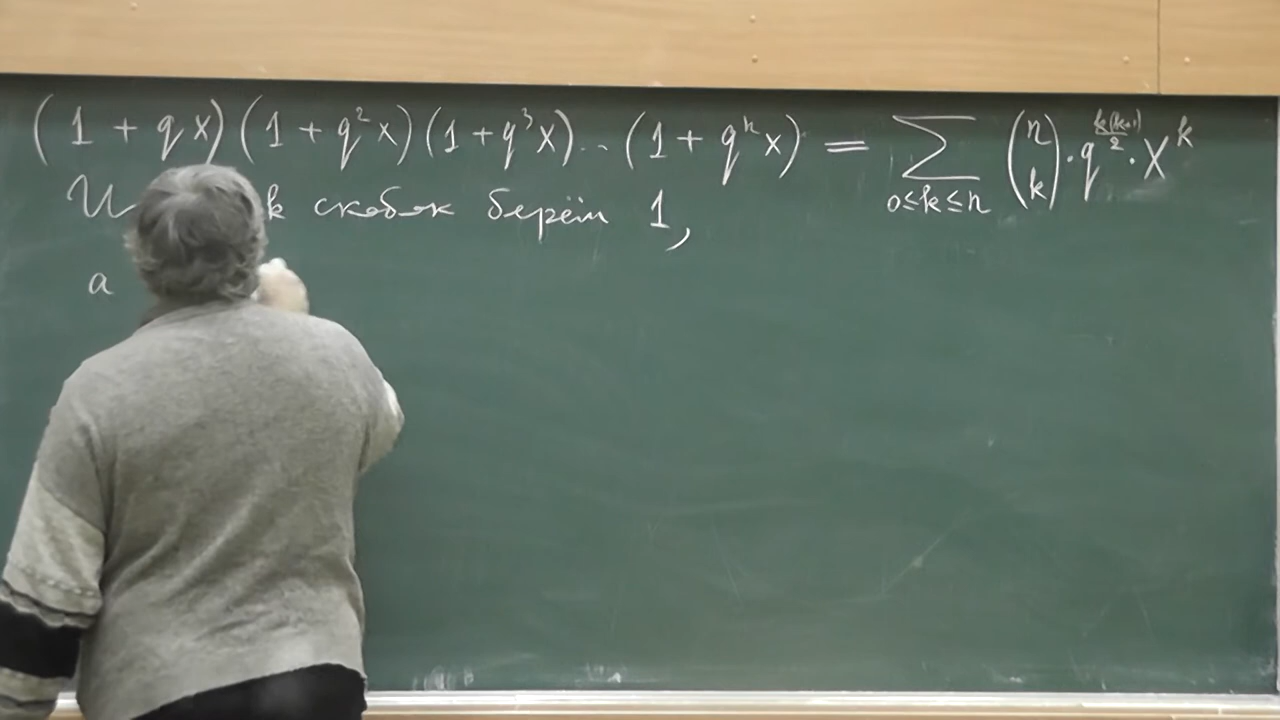 (1 + qx)(1 + q²x)(1 + q³x)...(1 + qⁿx) = ∑_{0≤k≤n} (n k)·q^{k(k+1)/2}·x^k
k скобок берём 1,
а